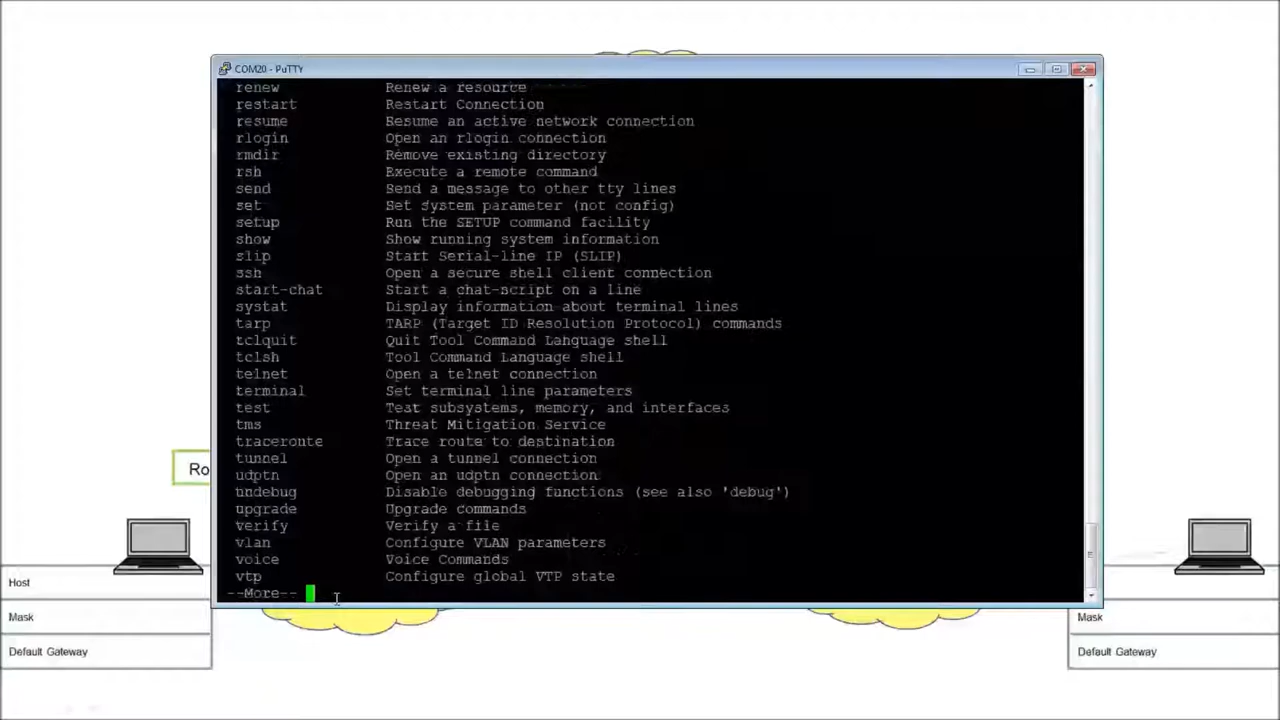 COM20 - PuTTY
renew Renew a resource
restart Restart Connection
resume Resume an active network connection
rlogin Open an rlogin connection
rmdir Remove existing directory
rsh Execute a remote command
send Send a message to other tty lines
set Set system parameter (not config)
setup Run the SETUP command facility
show Show running system information
slip Start Serial-line IP (SLIP)
ssh Open a secure shell client connection
start-chat Start a chat-script on a line
systat Display information about terminal lines
tarp TARP (Target ID Resolution Protocol) commands
tclquit Quit Tool Command Language shell
tclsh Tool Command Language shell
telnet Open a telnet connection
terminal Set terminal line parameters
test Test subsystems, memory, and interfaces
tms Threat Mitigation Service
traceroute Trace route to destination
tunnel Open a tunnel connection
udptn Open an udptn connection
undebug Disable debugging functions (see also 'debug')
upgrade Upgrade commands
verify Verify a file
vlan Configure VLAN parameters
voice Voice Commands
vtp Configure global VTP state
--More--
Ro
Host
Mask
Default Gateway
Mask
Default Gateway